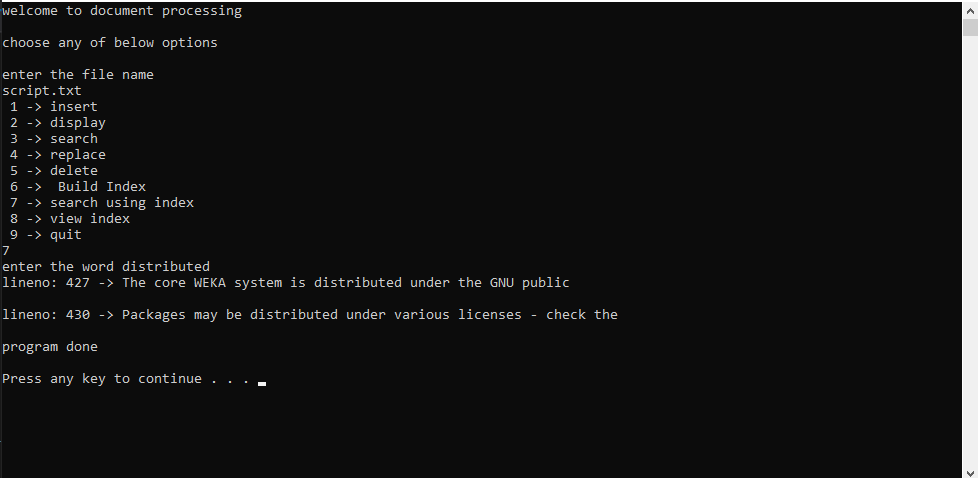 welcome to document processing
choose any of below options
enter the file name
script.txt
1 -> insert
2 -> display
3 -> search
4 -> replace
5 -> delete
6 ->  Build Index
7 -> search using index
8 -> view index
9 -> quit
7
enter the word distributed
lineno: 427 -> The core WEKA system is distributed under the GNU public
lineno: 430 -> Packages may be distributed under various licenses - check the
program done
Press any key to continue . . .